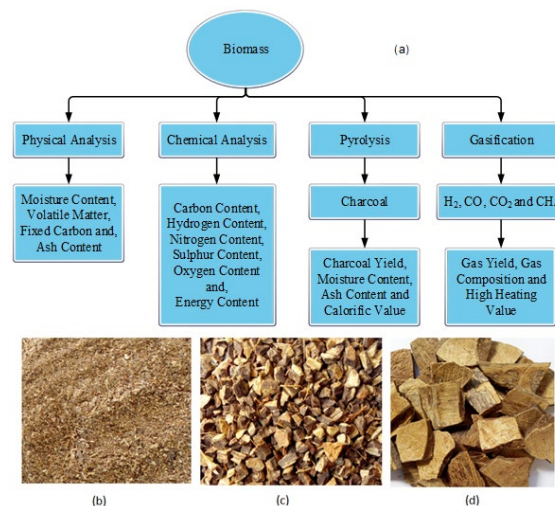 Biomass
(a)
Physical Analysis
Chemical Analysis
Pyrolysis
Gasification
Moisture Content,
Volatile Matter,
Fixed Carbon and,
Ash Content
Carbon Content,
Hydrogen Content,
Nitrogen Content,
Sulphur Content,
Oxygen Content
and,
Energy Content
Charcoal
H₂, CO, CO₂ and CH
Charcoal Yield,
Moisture Content,
Ash Content and
Calorific Value
Gas Yield, Gas
Composition and
High Heating
Value
(b)
(c)
(d)